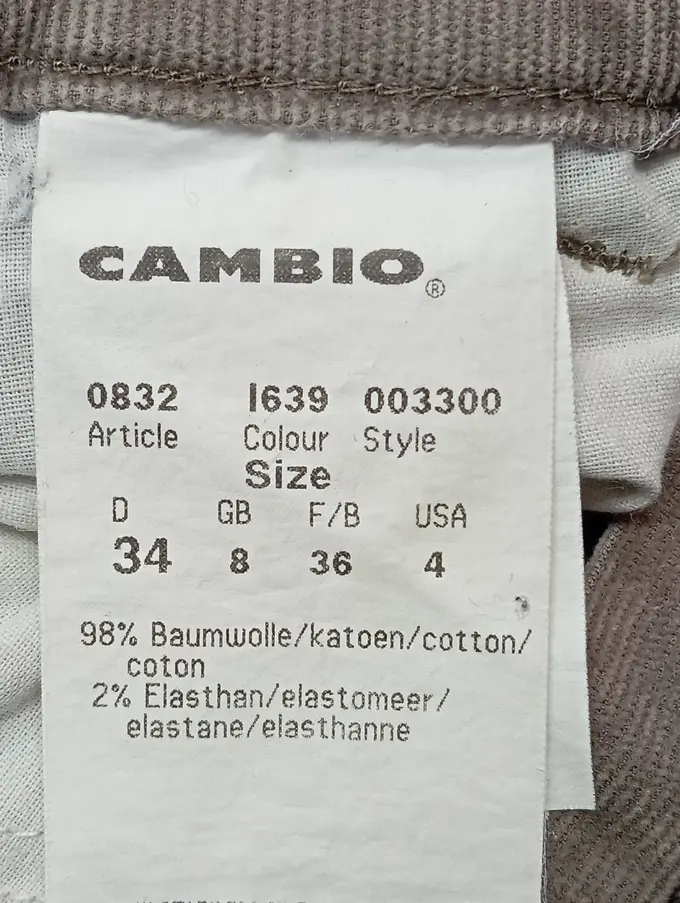 CAMBIO®
0832 I639 003300
Article Colour Style
Size
D GB F/B USA
34 8 36 4
98% Baumwolle/katoen/cotton/
coton
2% Elasthan/elastomeer/
elastane/elasthanne